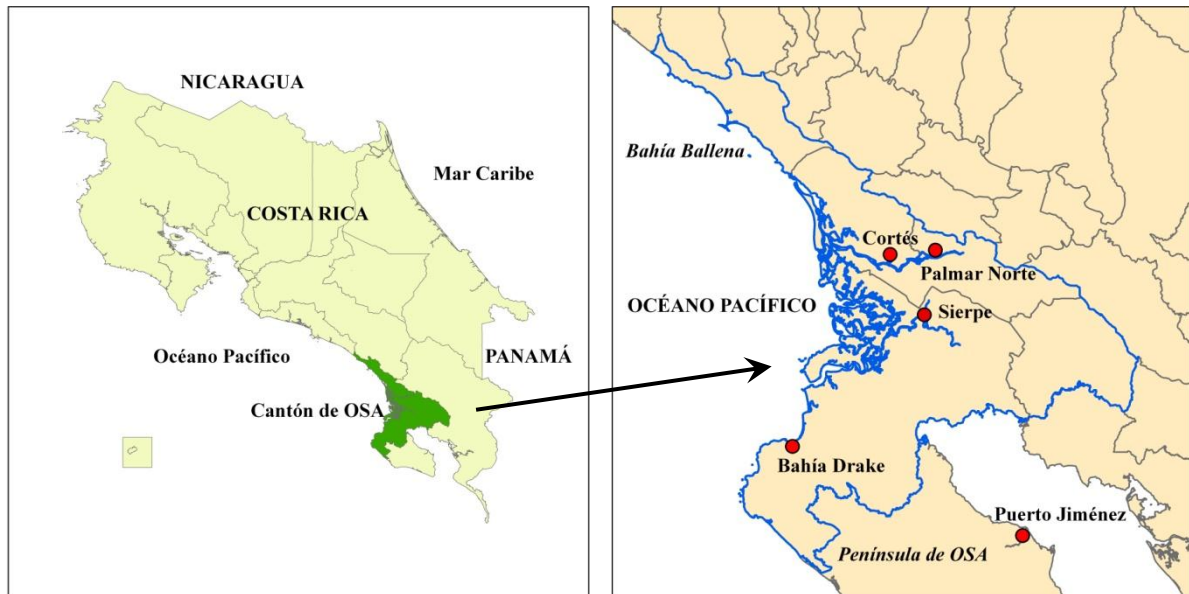 NICARAGUA
Mar Caribe
COSTA RICA
Océano Pacífico
PANAMÁ
Cantón de OSA
Bahía Ballena
Cortés
Palmar Norte
OCÉANO PACÍFICO
Sierpe
Bahía Drake
Puerto Jiménez
Península de OSA